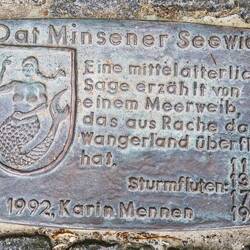 Dat Minsener Seewi
Eine mittelalterlic
Sage erzählt von
einem Meerweib,
das aus Rache da
Wangerland überfl
hat.
Sturmfluten:
1992, Karin Mennen